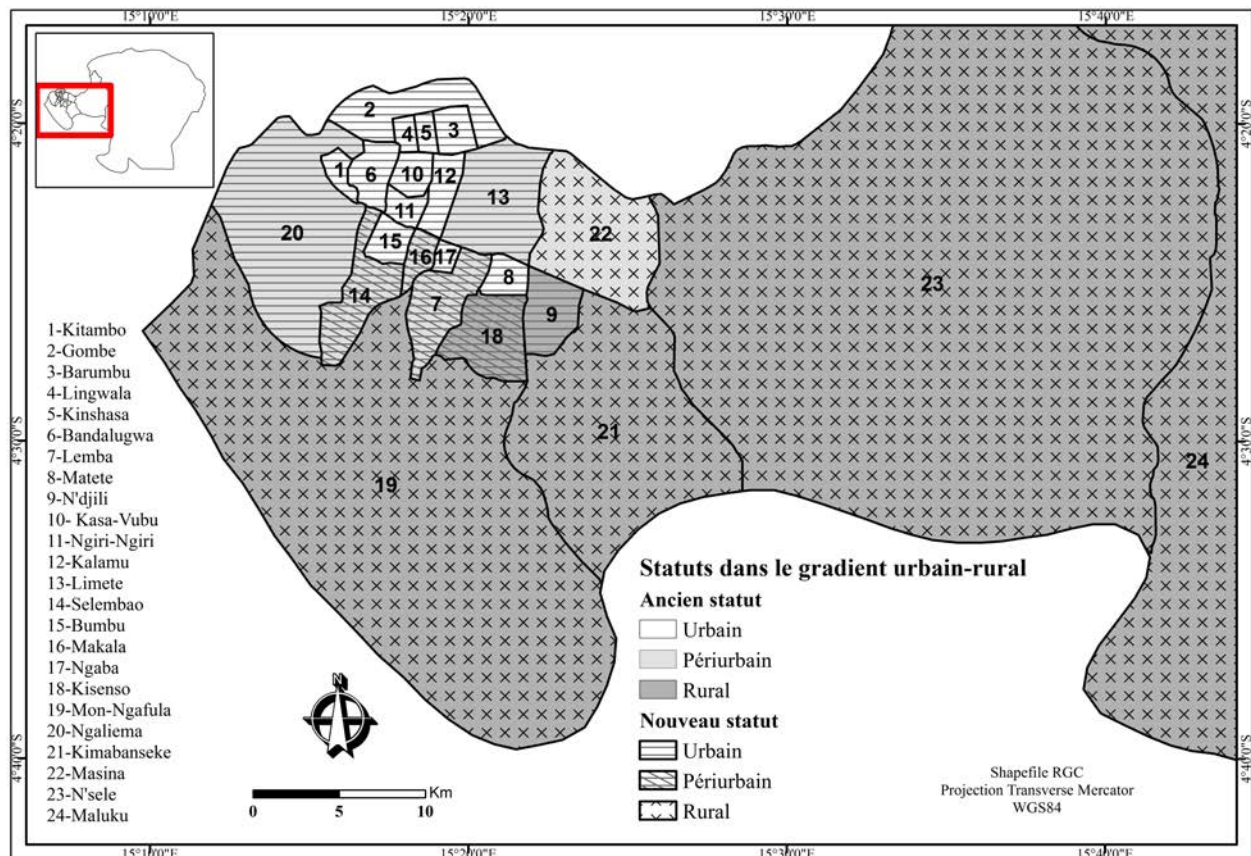 15°10'0"E 15°20'0"E 15°30'0"E 15°40'0"E
4°20'0"S 4°20'0"S
4°30'0"S 4°30'0"S
4°40'0"S 4°40'0"S
2
4 5 3
1 6 10 12
11 13
20 15 16 17 22
14 7 8 9 23
18
21
19 24
1-Kitambo
2-Gombe
3-Barumbu
4-Lingwala
5-Kinshasa
6-Bandalugwa
7-Lemba
8-Matete
9-N'djili
10- Kasa-Vubu
11-Ngiri-Ngiri
12-Kalamu
13-Limete
14-Selembao
15-Bumbu
16-Makala
17-Ngaba
18-Kisenso
19-Mon-Ngafula
20-Ngaliema
21-Kimabanseke
22-Masina
23-N'sele
24-Maluku
N
0 5 10 Km
Statuts dans le gradient urbain-rural
Ancien statut
Urbain
Périurbain
Rural
Nouveau statut
Urbain
Périurbain
Rural
Shapefile RGC
Projection Transverse Mercator
WGS84
15°10'0"E 15°20'0"E 15°30'0"E 15°40'0"E